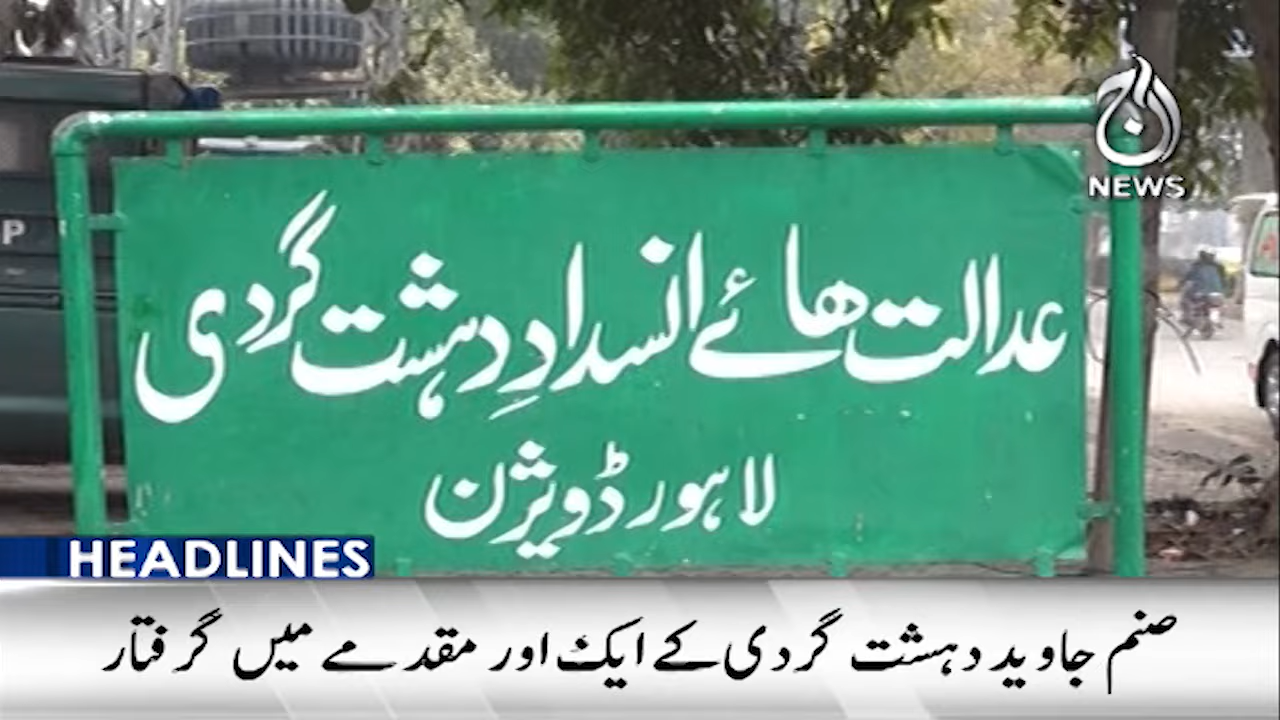 آج
NEWS
P
عدالت ھائے انسدادِ دہشت گردی
لاہور ڈویژن
HEADLINES
صنم جاوید دہشت گردی کے ایک اور مقدمے میں گرفتار